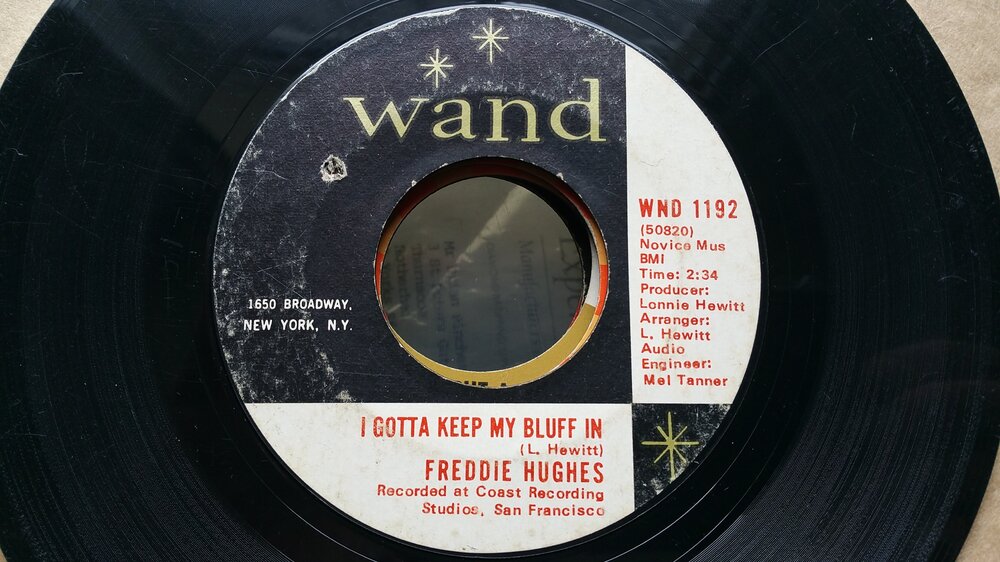 wand
WND 1192
(50820)
Novice Mus
BMI
Time: 2:34
Producer:
Lonnie Hewitt
Arranger:
L. Hewitt
Audio
Engineer:
Mel Tanner
1650 BROADWAY,
NEW YORK, N.Y.
I GOTTA KEEP MY BLUFF IN
(L. Hewitt)
FREDDIE HUGHES
Recorded at Coast Recording
Studios, San Francisco